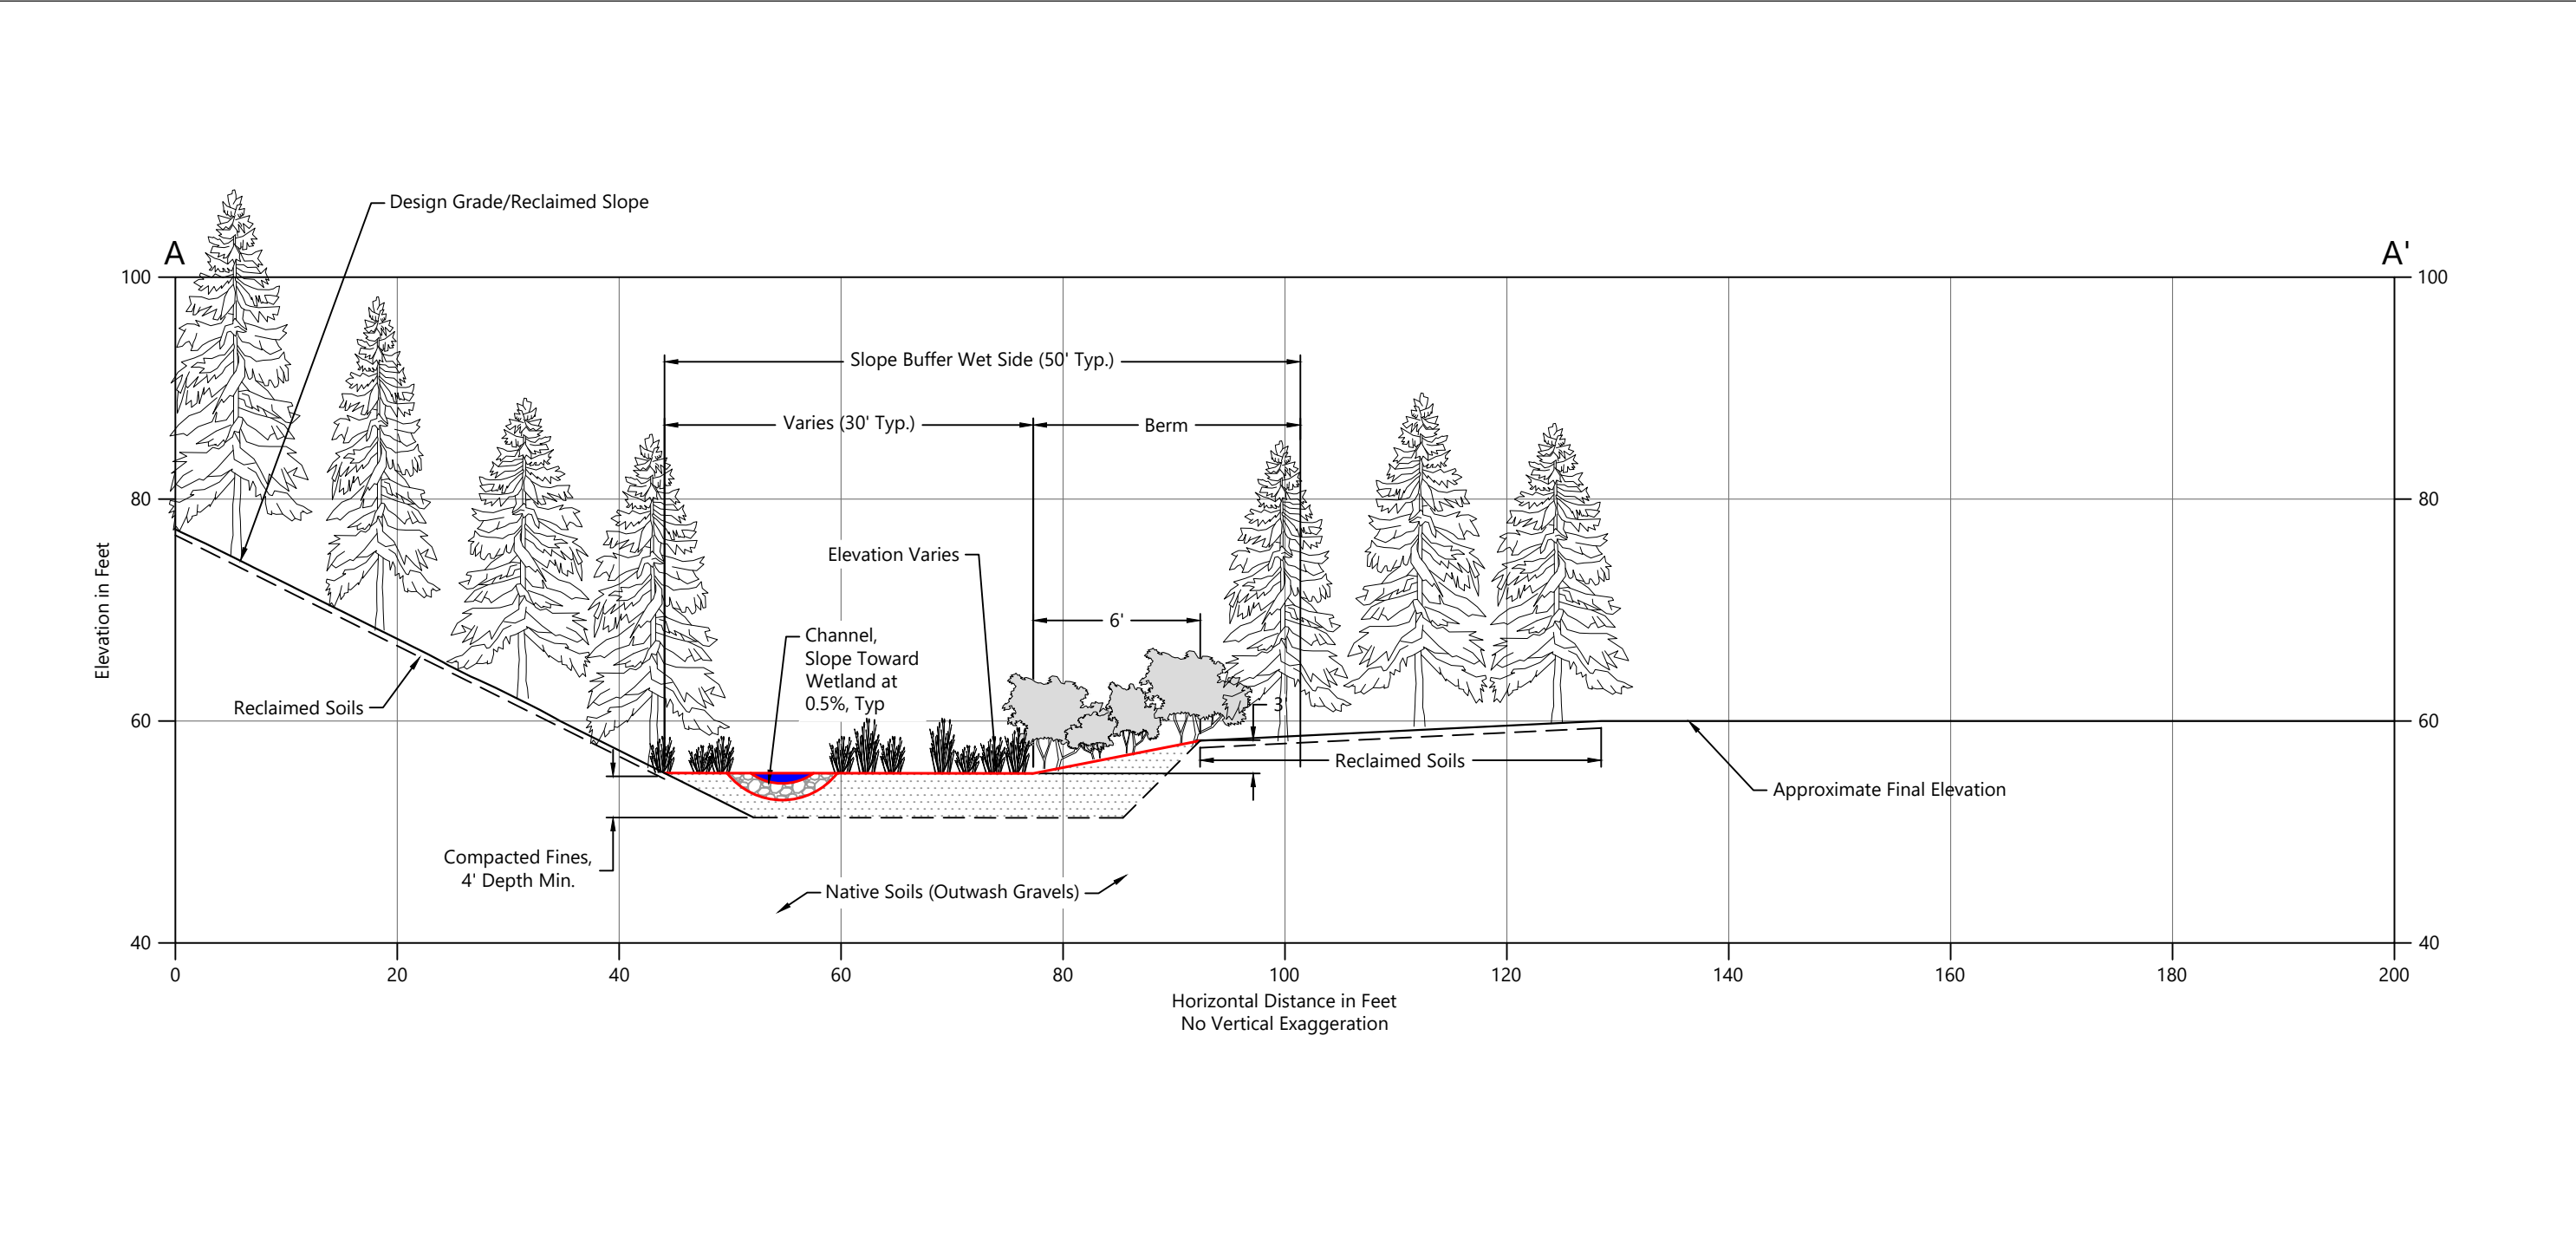 Design Grade/Reclaimed Slope
A
A'
100
100
Slope Buffer Wet Side (50' Typ.)
Varies (30' Typ.)
Berm
80
80
Elevation Varies
6'
Channel,
Slope Toward
Wetland at
0.5%, Typ
Elevation in Feet
Reclaimed Soils
3'
60
60
Reclaimed Soils
Approximate Final Elevation
Compacted Fines,
4' Depth Min.
Native Soils (Outwash Gravels)
40
40
0
20
40
60
80
100
120
140
160
180
200
Horizontal Distance in Feet
No Vertical Exaggeration